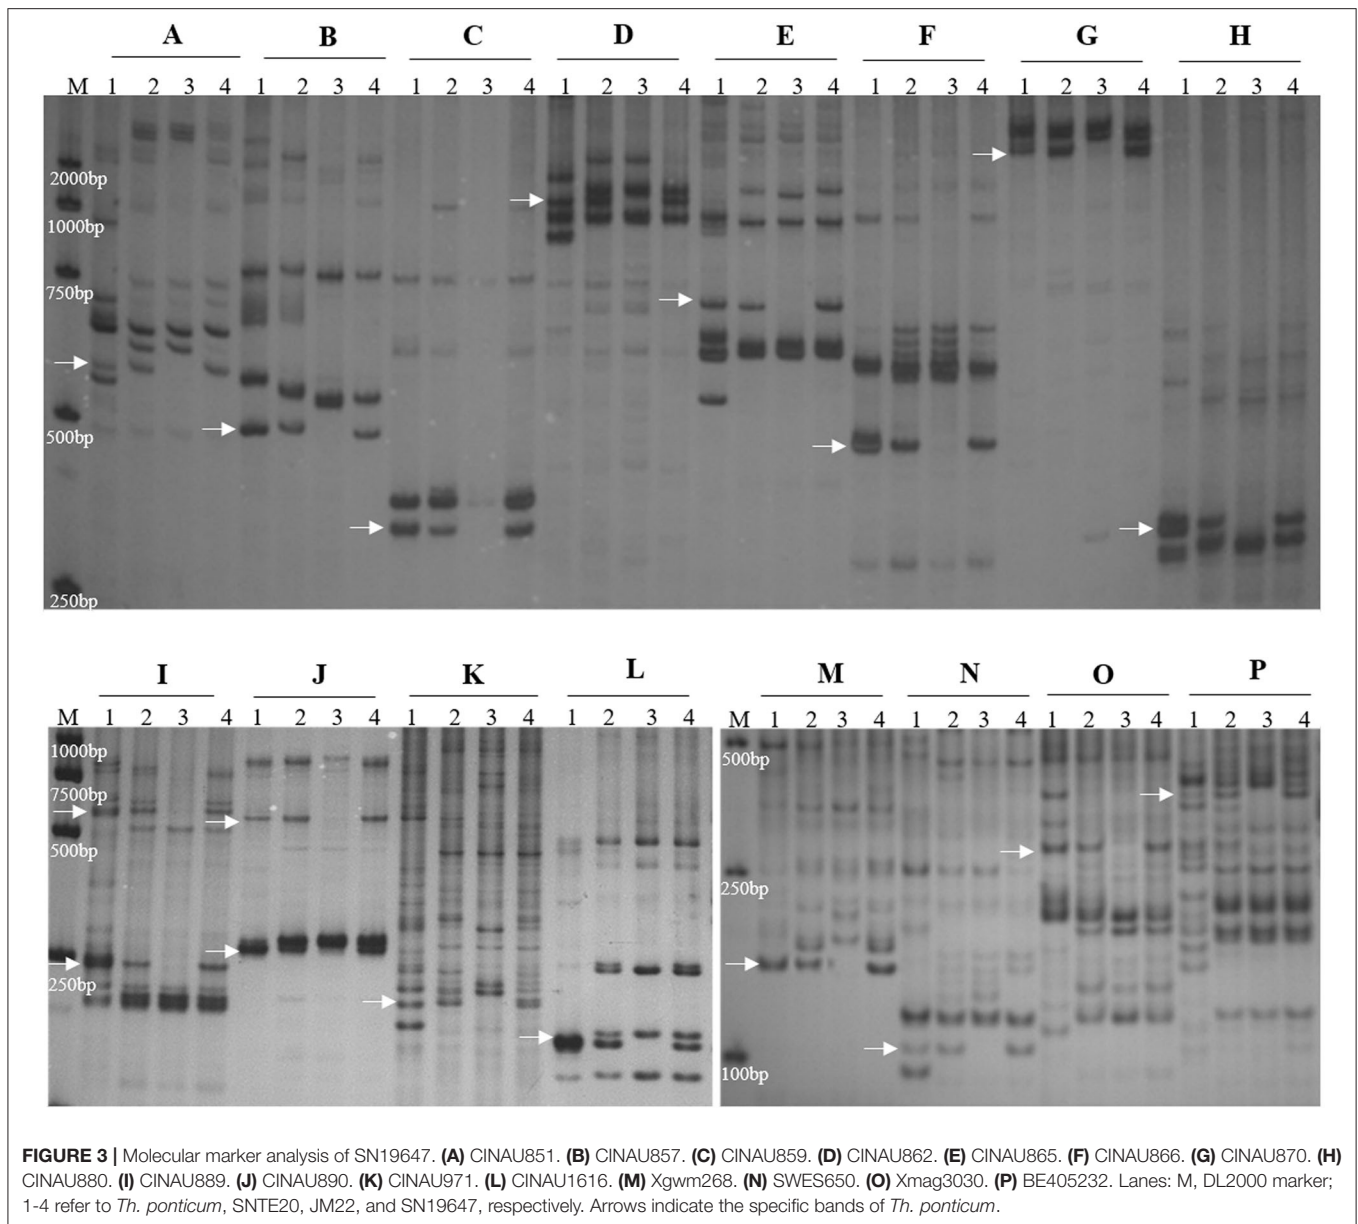 A B C D E F G H
M 1 2 3 4 1 2 3 4 1 2 3 4 1 2 3 4 1 2 3 4 1 2 3 4 1 2 3 4 1 2 3 4
2000bp
1000bp
750bp
500bp
250bp
I J K L M N O P
M 1 2 3 4 1 2 3 4 1 2 3 4 1 2 3 4 M 1 2 3 4 1 2 3 4 1 2 3 4 1 2 3 4
1000bp
7500bp
500bp
250bp
500bp
250bp
100bp
FIGURE 3 | Molecular marker analysis of SN19647. (A) CINAU851. (B) CINAU857. (C) CINAU859. (D) CINAU862. (E) CINAU865. (F) CINAU866. (G) CINAU870. (H)
CINAU880. (I) CINAU889. (J) CINAU890. (K) CINAU971. (L) CINAU1616. (M) Xgwm268. (N) SWES650. (O) Xmag3030. (P) BE405232. Lanes: M, DL2000 marker;
1-4 refer to Th. ponticum, SNTE20, JM22, and SN19647, respectively. Arrows indicate the specific bands of Th. ponticum.